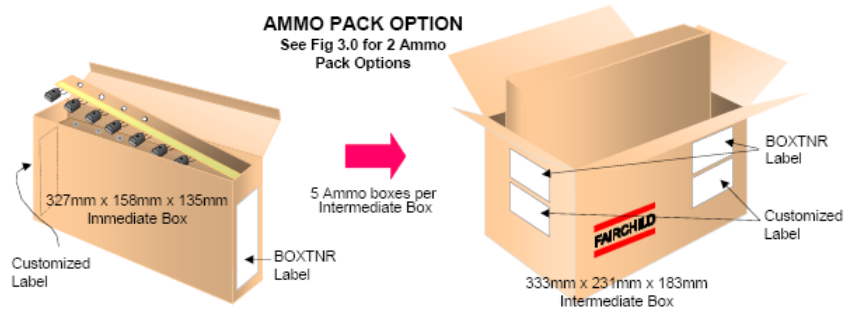 AMMO PACK OPTION
See Fig 3.0 for 2 Ammo
Pack Options
327mm x 158mm x 135mm
Immediate Box
Customized
Label
BOXTNR
Label
5 Ammo boxes per
Intermediate Box
BOXTNR
Label
Customized
Label
FAIRCHILD
333mm x 231mm x 183mm
Intermediate Box